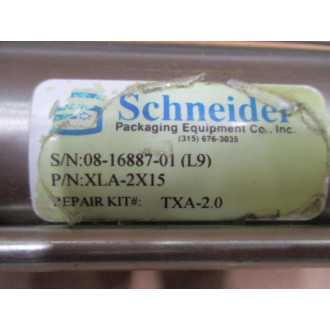 Schneider
Packaging Equipment Co., Inc.
(315) 676-3035
S/N:08-16887-01 (L9)
P/N:XLA-2X15
REPAIR KIT#: TXA-2.0